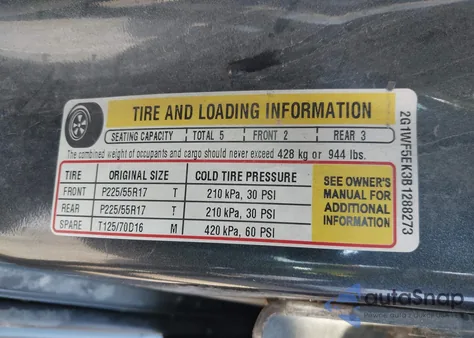 TIRE AND LOADING INFORMATION
SEATING CAPACITY TOTAL 5 FRONT 2 REAR 3
The combined weight of occupants and cargo should never exceed 428 kg or 944 lbs.
TIRE ORIGINAL SIZE COLD TIRE PRESSURE
FRONT P225/55R17 T 210 kPa, 30 PSI
REAR P225/55R17 T 210 kPa, 30 PSI
SPARE T125/70D16 M 420 kPa, 60 PSI
SEE OWNER'S
MANUAL FOR
ADDITIONAL
INFORMATION
2G1WF5EK3B1288273
autoSnap